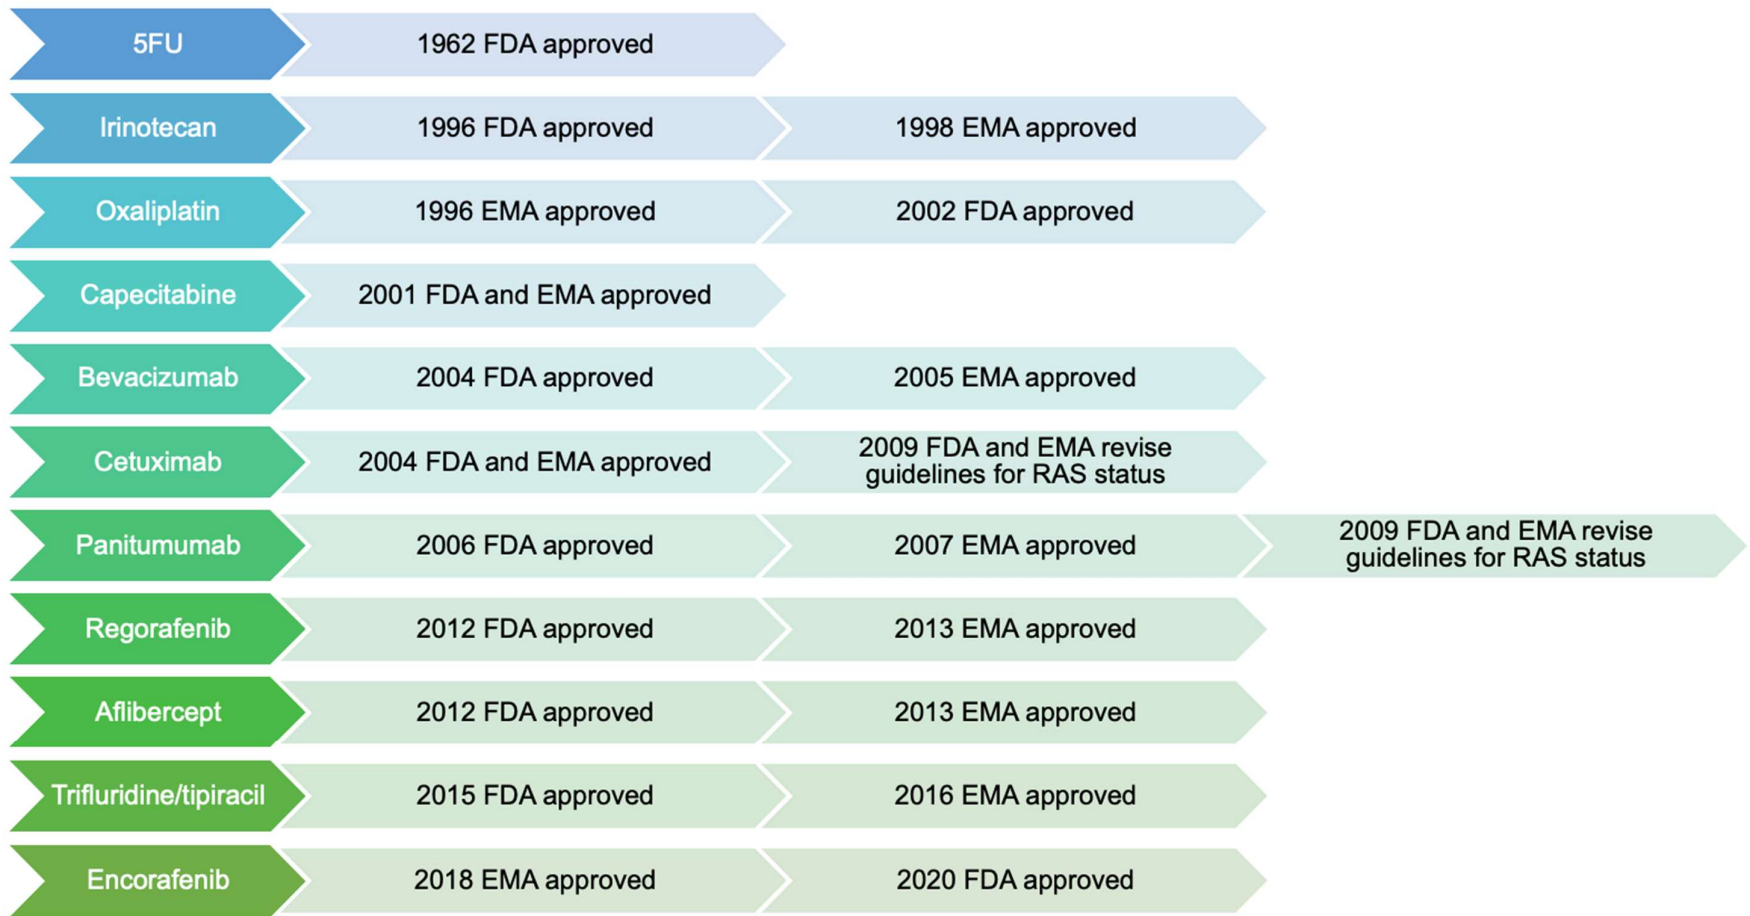 5FU
1962 FDA approved
Irinotecan
1996 FDA approved
1998 EMA approved
Oxaliplatin
1996 EMA approved
2002 FDA approved
Capecitabine
2001 FDA and EMA approved
Bevacizumab
2004 FDA approved
2005 EMA approved
Cetuximab
2004 FDA and EMA approved
2009 FDA and EMA revise
guidelines for RAS status
Panitumumab
2006 FDA approved
2007 EMA approved
2009 FDA and EMA revise
guidelines for RAS status
Regorafenib
2012 FDA approved
2013 EMA approved
Aflibercept
2012 FDA approved
2013 EMA approved
Trifluridine/tipiracil
2015 FDA approved
2016 EMA approved
Encorafenib
2018 EMA approved
2020 FDA approved